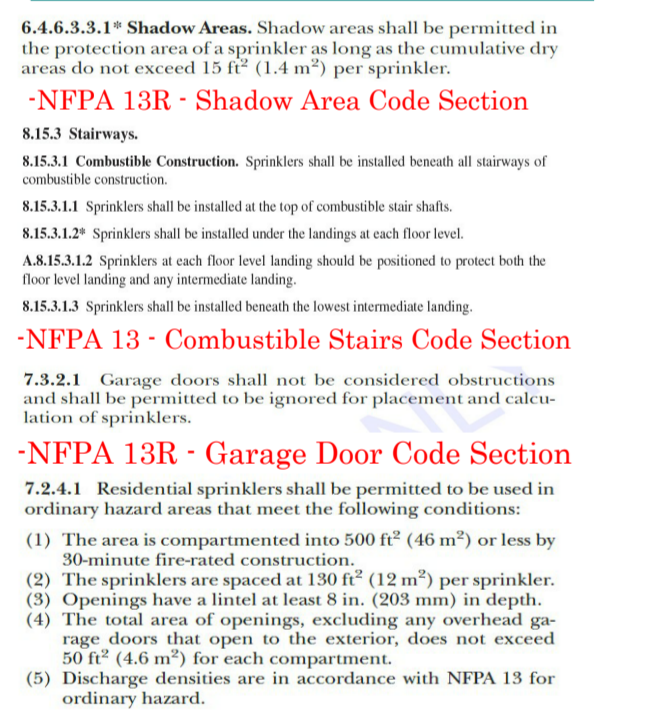 6.4.6.3.3.1* Shadow Areas. Shadow areas shall be permitted in
the protection area of a sprinkler as long as the cumulative dry
areas do not exceed 15 ft² (1.4 m²) per sprinkler.
-NFPA 13R - Shadow Area Code Section
8.15.3 Stairways.
8.15.3.1 Combustible Construction. Sprinklers shall be installed beneath all stairways of
combustible construction.
8.15.3.1.1 Sprinklers shall be installed at the top of combustible stair shafts.
8.15.3.1.2* Sprinklers shall be installed under the landings at each floor level.
A.8.15.3.1.2 Sprinklers at each floor level landing should be positioned to protect both the
floor level landing and any intermediate landing.
8.15.3.1.3 Sprinklers shall be installed beneath the lowest intermediate landing.
-NFPA 13 - Combustible Stairs Code Section
7.3.2.1 Garage doors shall not be considered obstructions
and shall be permitted to be ignored for placement and calcu-
lation of sprinklers.
-NFPA 13R - Garage Door Code Section
7.2.4.1 Residential sprinklers shall be permitted to be used in
ordinary hazard areas that meet the following conditions:
(1) The area is compartmented into 500 ft² (46 m²) or less by
30-minute fire-rated construction.
(2) The sprinklers are spaced at 130 ft² (12 m²) per sprinkler.
(3) Openings have a lintel at least 8 in. (203 mm) in depth.
(4) The total area of openings, excluding any overhead ga-
rage doors that open to the exterior, does not exceed
50 ft² (4.6 m²) for each compartment.
(5) Discharge densities are in accordance with NFPA 13 for
ordinary hazard.